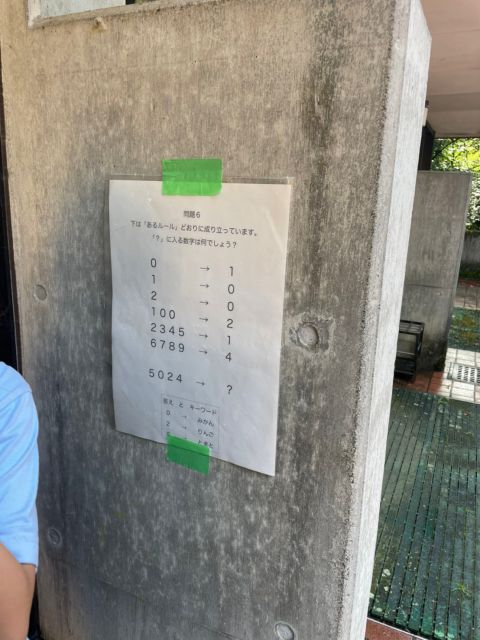 問題6
下は「あるルール」どおりに成り立っています。
「?」に入る数字は何でしょう?
0 → 1
1 → 0
2 → 0
100 → 2
2345 → 1
6789 → 4
5024 → ?
答え と キーワード
0 → みかん
2 → りんご
→ とまと